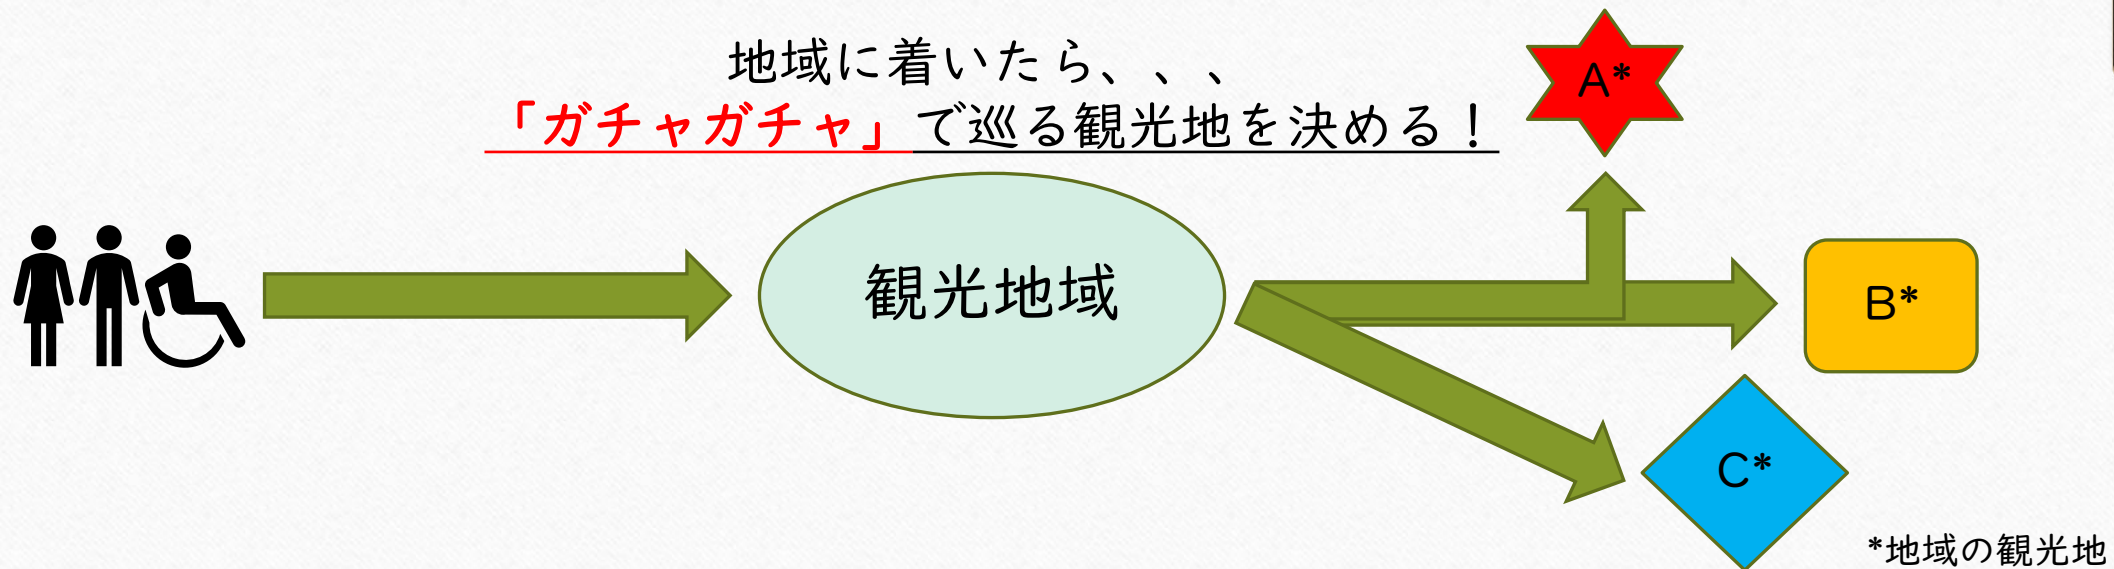 地域に着いたら、、、
「ガチャガチャ」で巡る観光地を決める！
A*
観光地域
B*
C*
*地域の観光地